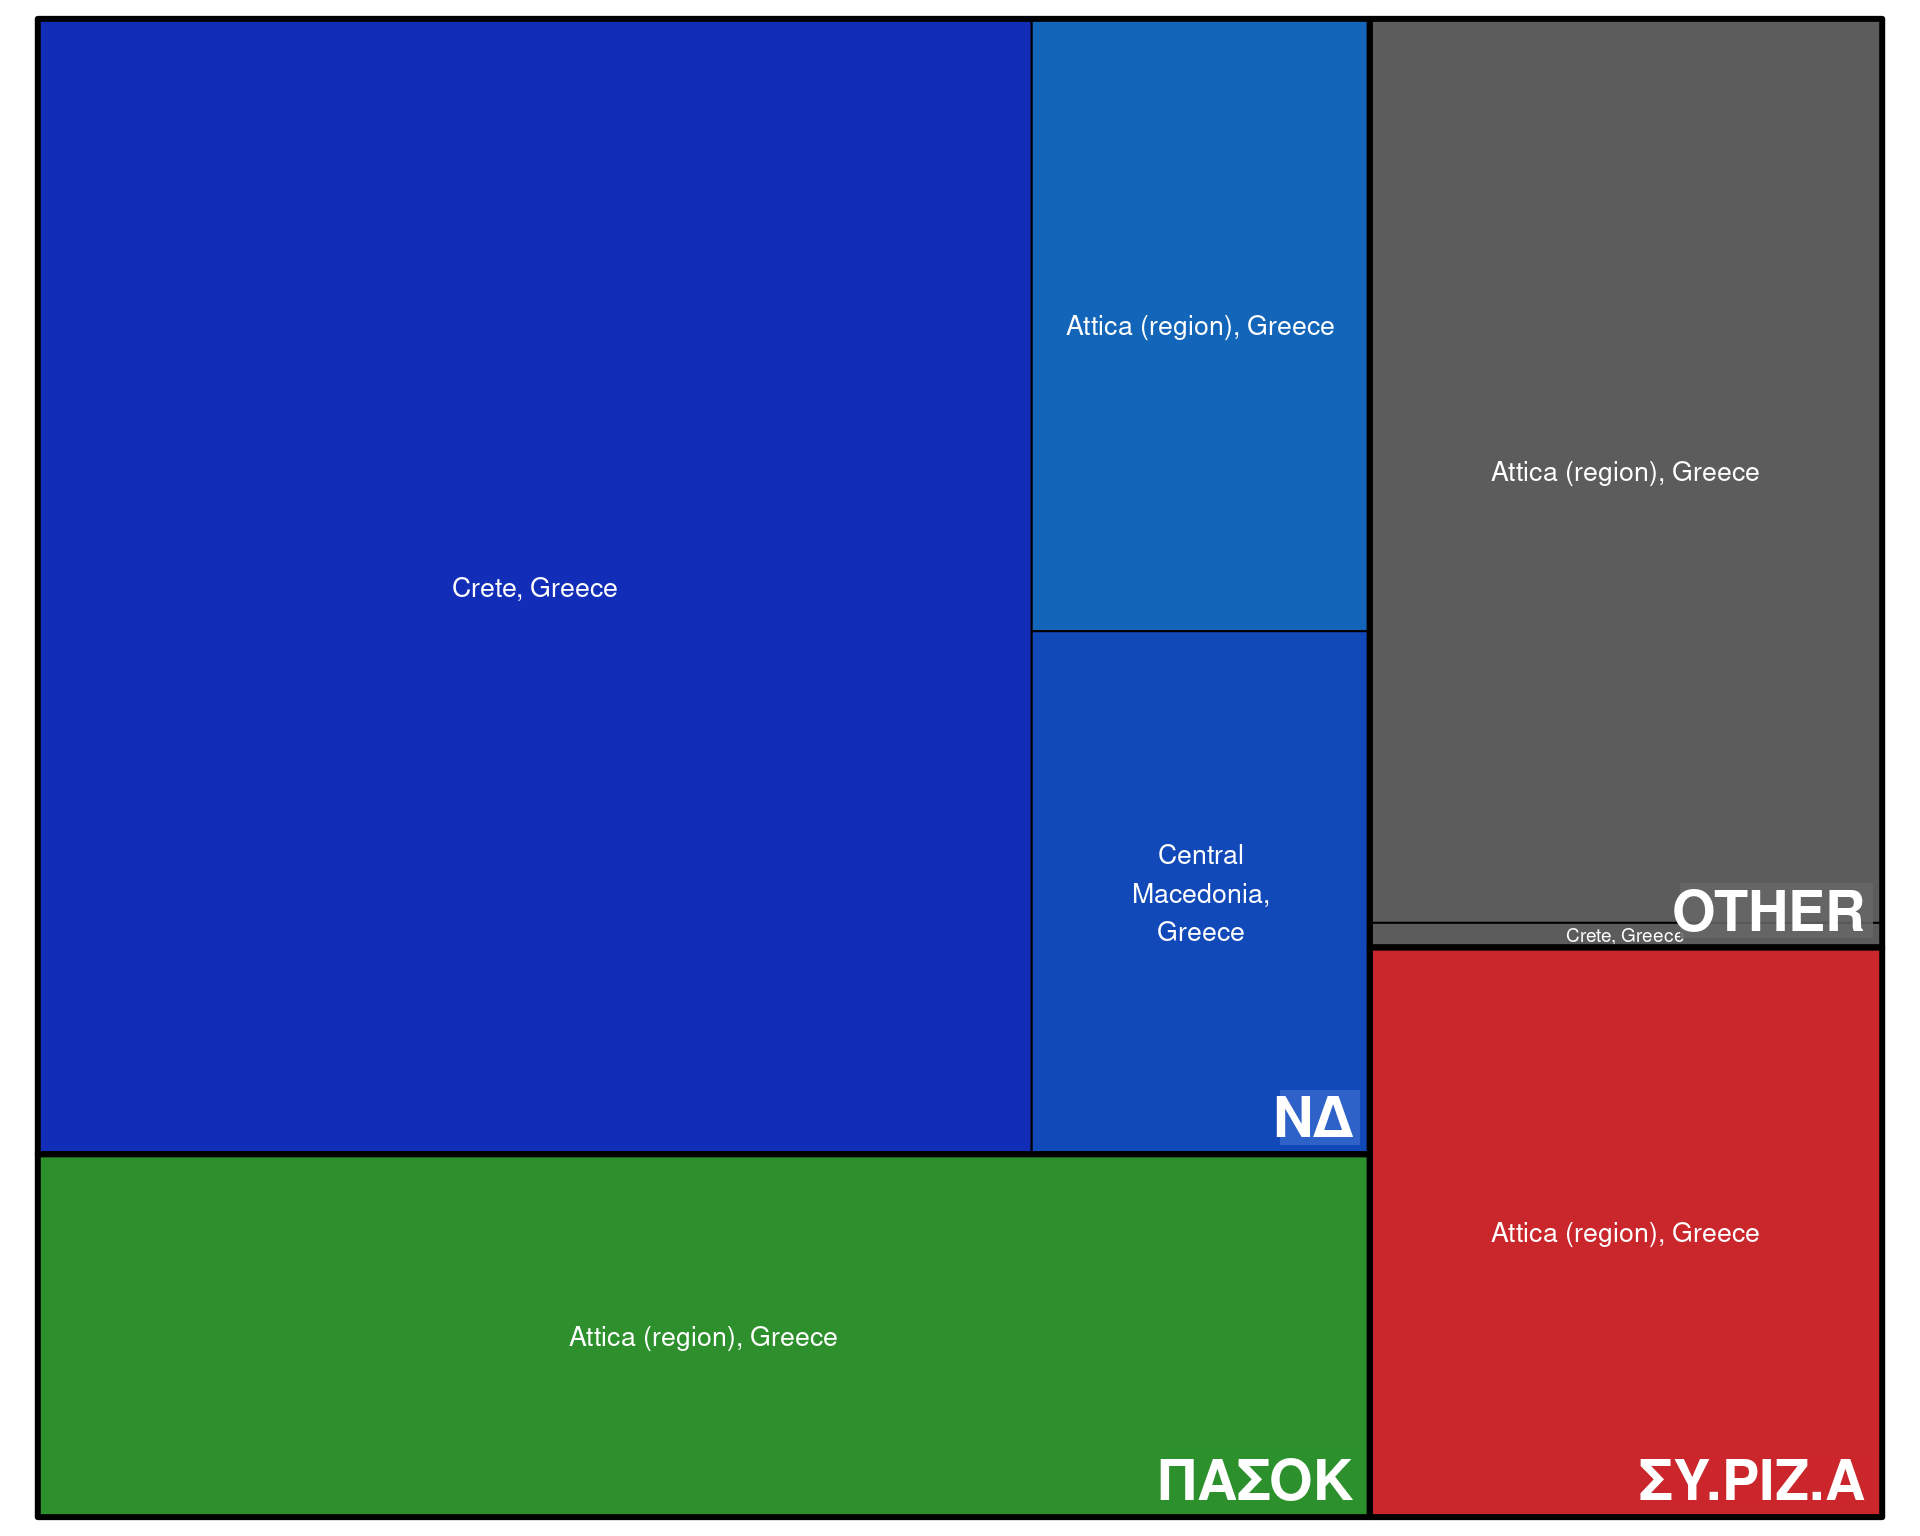 Crete, Greece
Attica (region), Greece
Central
Macedonia,
Greece
ΝΔ
Attica (region), Greece
OTHER
Crete, Greece
Attica (region), Greece
ΠΑΣΟΚ
Attica (region), Greece
ΣΥ.ΡΙΖ.Α